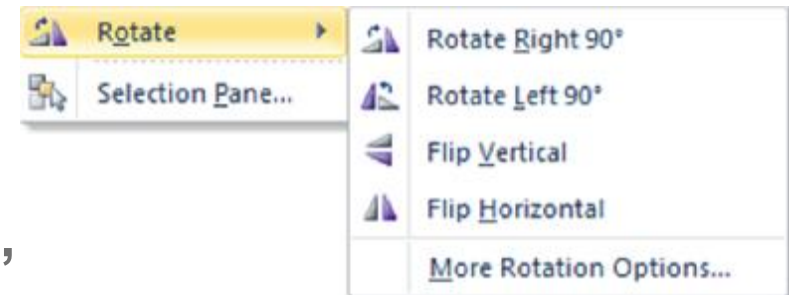 Rotate
Selection Pane...
Rotate Right 90°
Rotate Left 90°
Flip Vertical
Flip Horizontal
More Rotation Options...
,